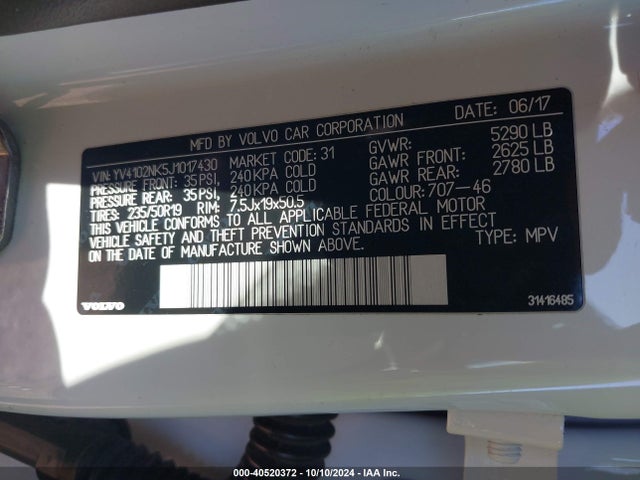 MFD BY VOLVO CAR CORPORATION DATE: 06/17
VIN: YV4102NK5J1017430 MARKET CODE: 31 GVWR: 5290 LB
PRESSURE FRONT: 35PSI, 240KPA COLD GAWR FRONT: 2625 LB
PRESSURE REAR: 35PSI, 240KPA COLD GAWR REAR: 2780 LB
TIRES: 235/50R19 RIM: 7.5Jx19x50.5 COLOUR: 707-46
THIS VEHICLE CONFORMS TO ALL APPLICABLE FEDERAL MOTOR
VEHICLE SAFETY AND THEFT PREVENTION STANDARDS IN EFFECT
ON THE DATE OF MANUFACTURE SHOWN ABOVE. TYPE: MPV
VOLVO 31416485
000-40520372 - 10/10/2024 - IAA Inc.